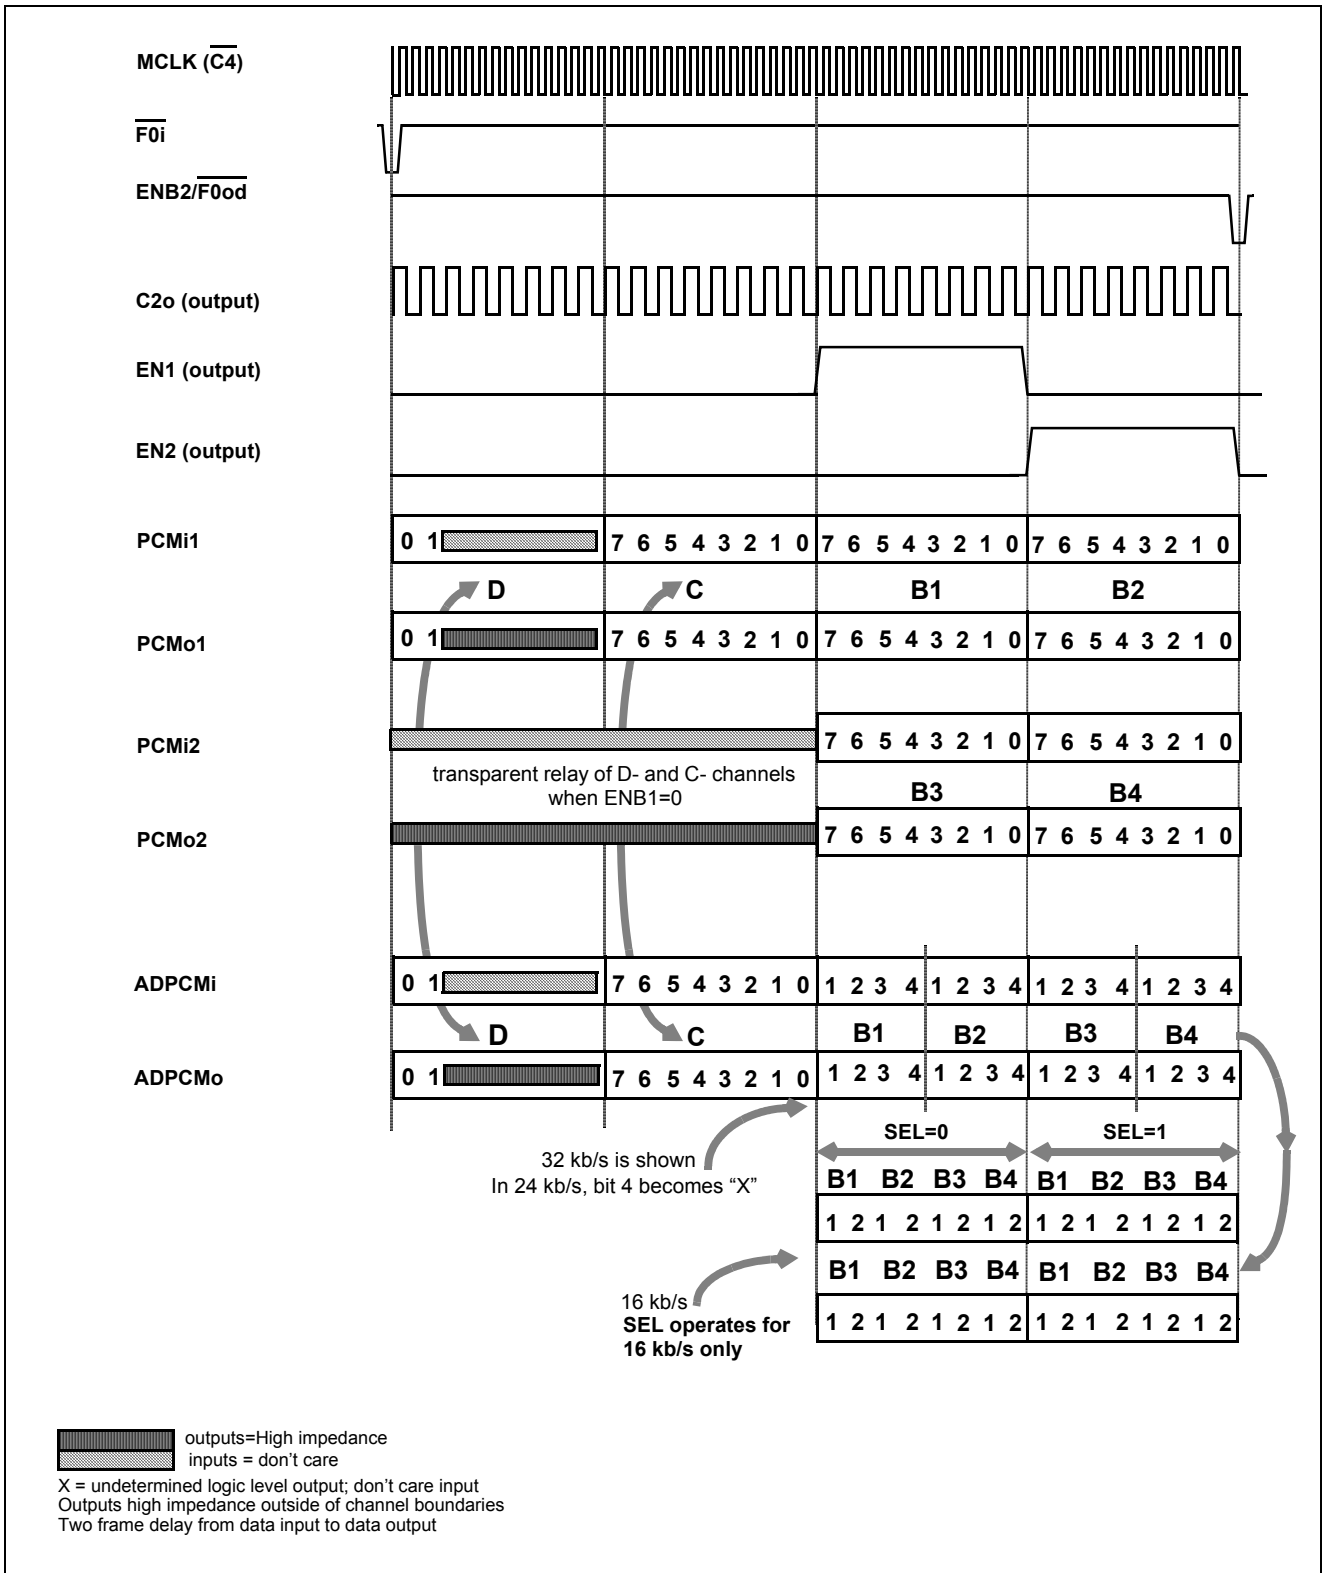 MCLK (C4)
F0i
ENB2/F0od
C2o (output)
EN1 (output)
EN2 (output)
PCMi1
0 1 7 6 5 4 3 2 1 0 7 6 5 4 3 2 1 0 7 6 5 4 3 2 1 0
D C B1 B2
PCMo1
0 1 7 6 5 4 3 2 1 0 7 6 5 4 3 2 1 0 7 6 5 4 3 2 1 0
PCMi2
7 6 5 4 3 2 1 0 7 6 5 4 3 2 1 0
transparent relay of D- and C- channels
when ENB1=0
B3 B4
PCMo2
7 6 5 4 3 2 1 0 7 6 5 4 3 2 1 0
ADPCMi
0 1 7 6 5 4 3 2 1 0 1 2 3 4 1 2 3 4 1 2 3 4 1 2 3 4
D C B1 B2 B3 B4
ADPCMo
0 1 7 6 5 4 3 2 1 0 1 2 3 4 1 2 3 4 1 2 3 4 1 2 3 4
SEL=0 SEL=1
32 kb/s is shown
In 24 kb/s, bit 4 becomes “X”
B1 B2 B3 B4 B1 B2 B3 B4
1 2 1 2 1 2 1 2 1 2 1 2 1 2 1 2
B1 B2 B3 B4 B1 B2 B3 B4
16 kb/s
SEL operates for
16 kb/s only
1 2 1 2 1 2 1 2 1 2 1 2 1 2 1 2
outputs=High impedance
inputs = don’t care
X = undetermined logic level output; don’t care input
Outputs high impedance outside of channel boundaries
Two frame delay from data input to data output